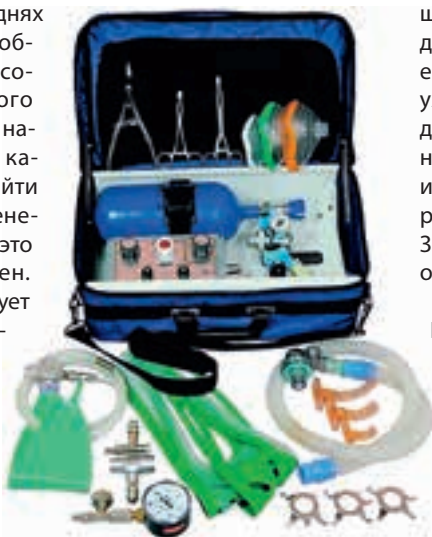 днях
об-
со-
ого
на-
ка-
йти
ене-
это
ен.
ует
-
ш
д
е
у
д
н
и
р
З
о